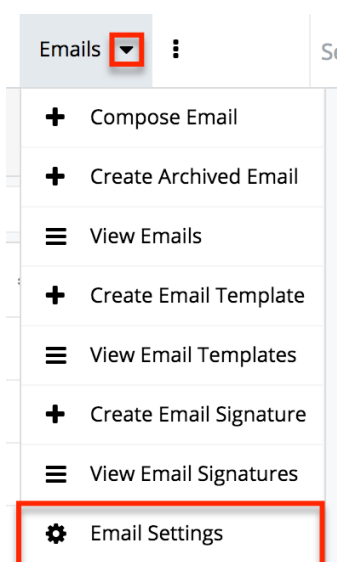 Emails
Compose Email
Create Archived Email
View Emails
Create Email Template
View Email Templates
Create Email Signature
View Email Signatures
Email Settings